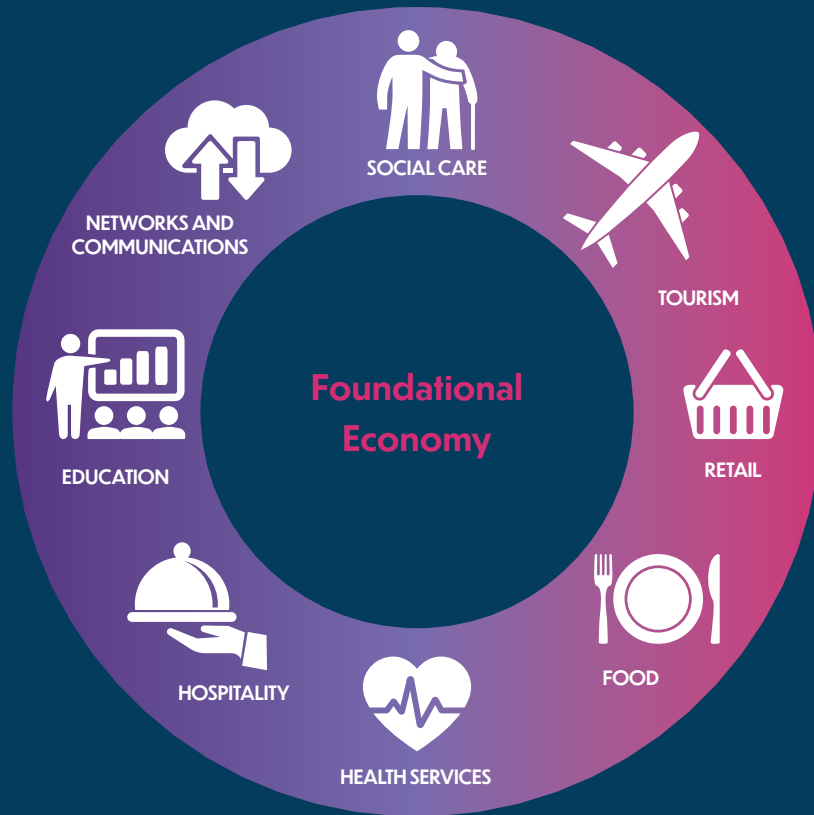 SOCIAL CARE
TOURISM
RETAIL
FOOD
HEALTH SERVICES
HOSPITALITY
EDUCATION
NETWORKS AND
COMMUNICATIONS
Foundational
Economy